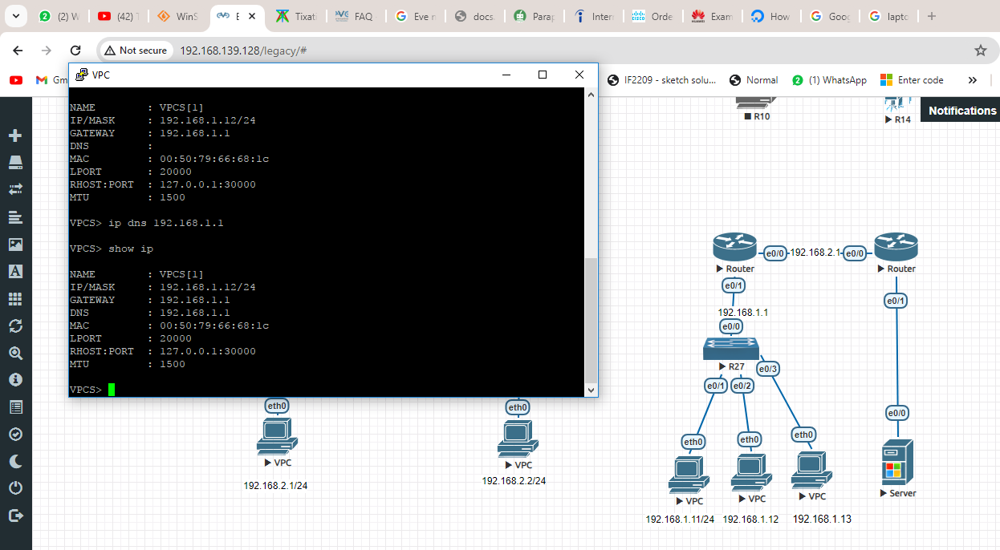 (2) W
(42) T
WinS
E
Tixati
FAQ
Eve n
docs.
Parap
Intern
Orde
Exam
How
Goog
lapto
Not secure
192.168.139.128/legacy/#
Gm
IF2209 - sketch solu...
Normal
(1) WhatsApp
Enter code
VPC
NAME : VPCS[1]
IP/MASK : 192.168.1.12/24
GATEWAY : 192.168.1.1
DNS :
MAC : 00:50:79:66:68:1c
LPORT : 20000
RHOST:PORT : 127.0.0.1:30000
MTU : 1500
VPCS> ip dns 192.168.1.1
VPCS> show ip
NAME : VPCS[1]
IP/MASK : 192.168.1.12/24
GATEWAY : 192.168.1.1
DNS : 192.168.1.1
MAC : 00:50:79:66:68:1c
LPORT : 20000
RHOST:PORT : 127.0.0.1:30000
MTU : 1500
VPCS>
R10
R14
Notifications
e0/0
192.168.2.1
e0/0
Router
Router
e0/1
e0/1
192.168.1.1
e0/0
R27
e0/3
e0/1
e0/2
eth0
eth0
e0/0
eth0
eth0
eth0
VPC
VPC
192.168.2.1/24
192.168.2.2/24
VPC
VPC
VPC
Server
192.168.1.11/24
192.168.1.12
192.168.1.13